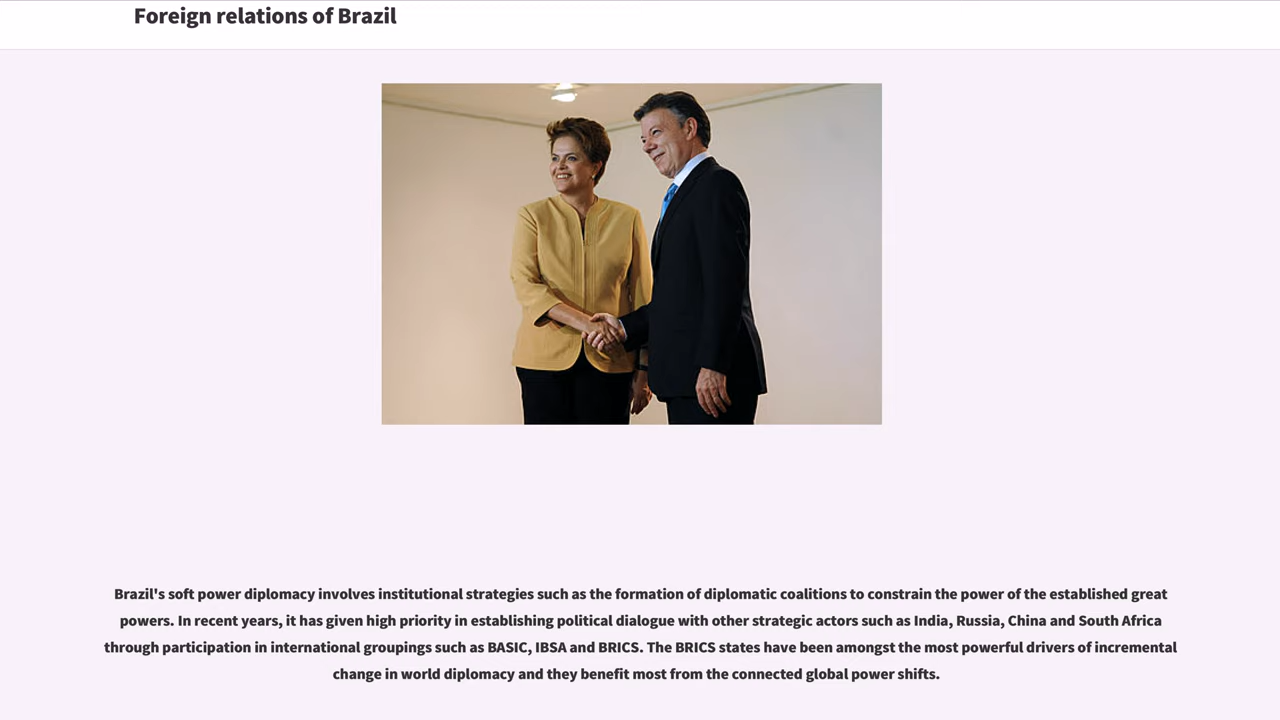 Foreign relations of Brazil
Brazil's soft power diplomacy involves institutional strategies such as the formation of diplomatic coalitions to constrain the power of the established great
powers. In recent years, it has given high priority in establishing political dialogue with other strategic actors such as India, Russia, China and South Africa
through participation in international groupings such as BASIC, IBSA and BRICS. The BRICS states have been amongst the most powerful drivers of incremental
change in world diplomacy and they benefit most from the connected global power shifts.